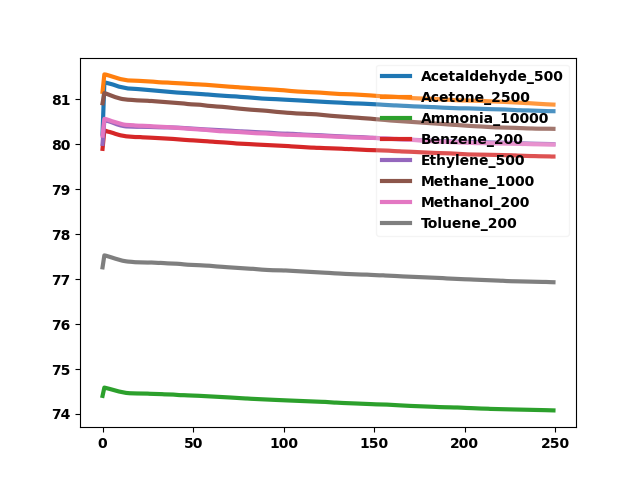 Acetaldehyde_500
Acetone_2500
Ammonia_10000
Benzene_200
Ethylene_500
Methane_1000
Methanol_200
Toluene_200
81
80
79
78
77
76
75
74
0 50 100 150 200 250